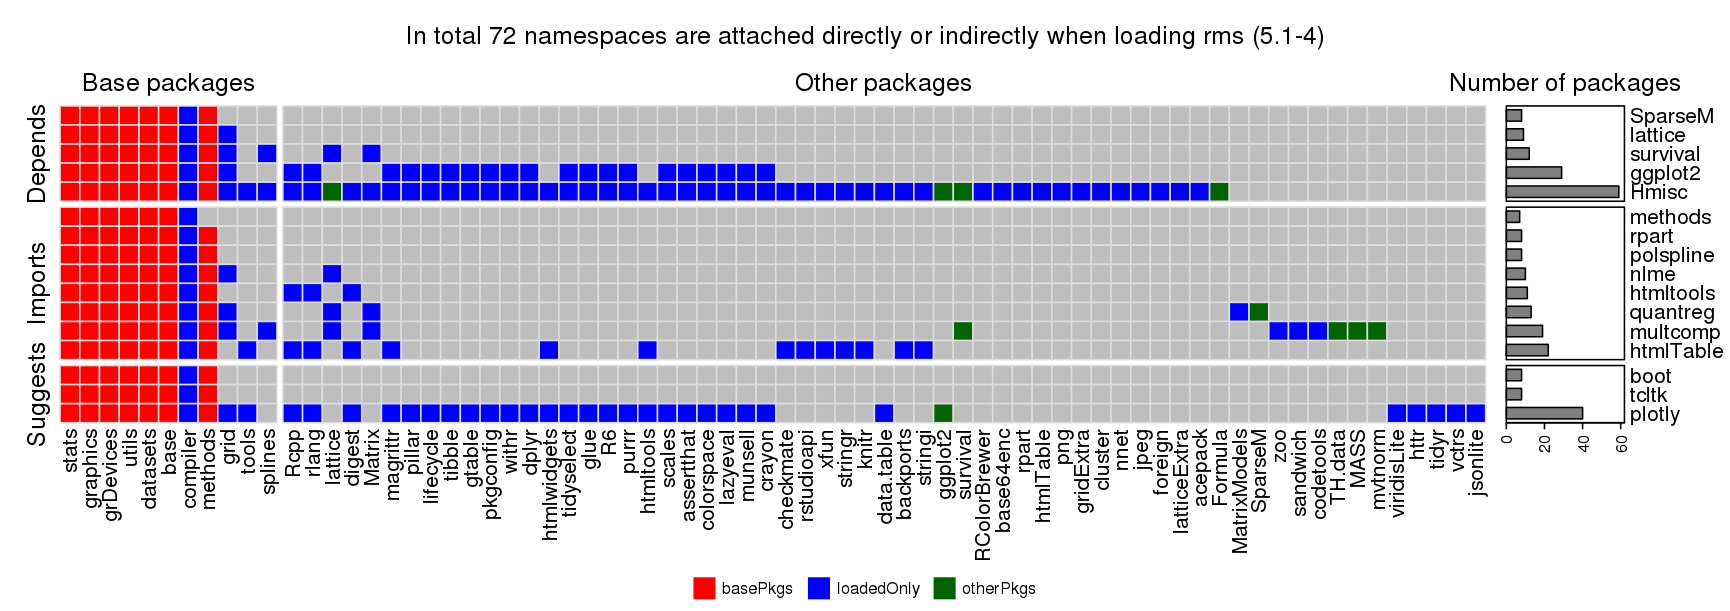 In total 72 namespaces are attached directly or indirectly when loading rms (5.1-4)
Base packages
Other packages
Number of packages
Depends
SparseM
lattice
survival
ggplot2
Hmisc
Imports
methods
rpart
polspline
nlme
htmltools
quantreg
multcomp
htmlTable
Suggests
boot
tcltk
plotly
stats
graphics
grDevices
utils
datasets
base
compiler
methods
grid
tools
splines
Rcpp
rlang
lattice
digest
Matrix
magrittr
pillar
lifecycle
tibble
gtable
pkgconfig
withr
dplyr
htmlwidgets
tidyselect
glue
R6
purrr
htmltools
scales
assertthat
colorspace
lazyeval
munsell
crayon
checkmate
rstudioapi
xfun
stringr
knitr
data.table
backports
stringi
ggplot2
survival
RColorBrewer
base64enc
rpart
htmlTable
png
gridExtra
cluster
nnet
jpeg
foreign
latticeExtra
acepack
Formula
MatrixModels
SparseM
zoo
sandwich
codetools
TH.data
MASS
mvtnorm
viridisLite
httr
tidyr
vctrs
jsonlite
0
20
40
60
basePkgs
loadedOnly
otherPkgs